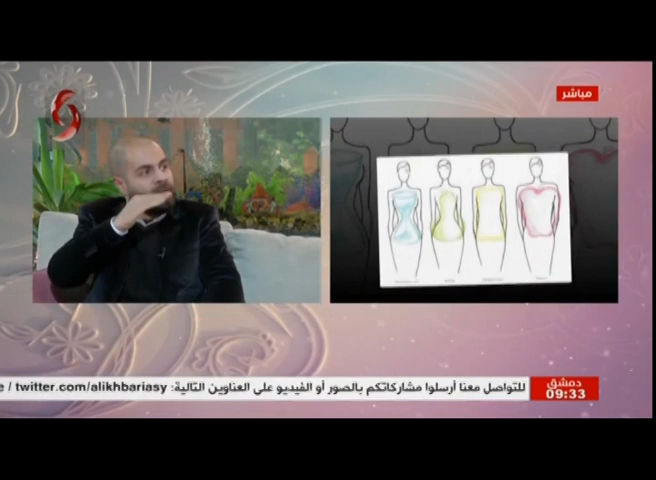 مباشر
للتواصل معنا أرسلوا مشاركاتكم بالصور أو الفيديو على العناوين التالية: e / twitter.com/alikhbariasy
دمشق
09:33